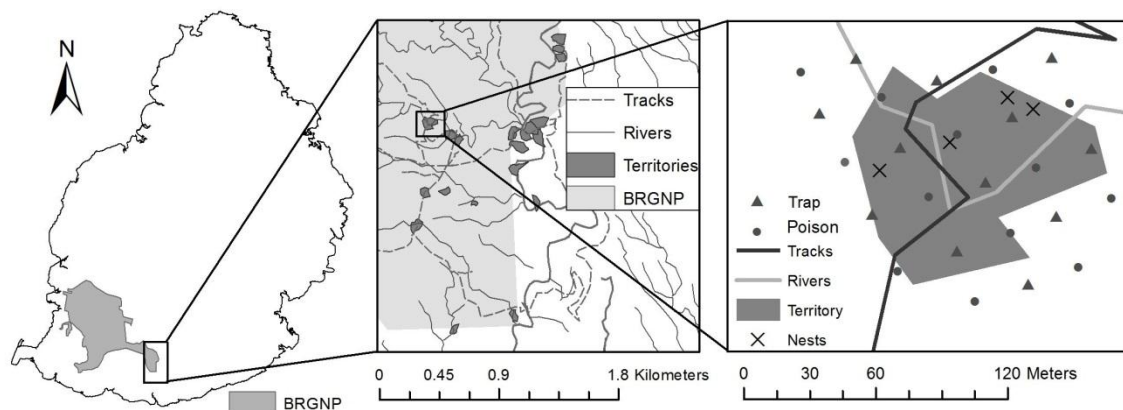 N
BRGNP
Tracks
Rivers
Territories
BRGNP
0 0.45 0.9 1.8 Kilometers
Trap
Poison
Tracks
Rivers
Territory
Nests
0 30 60 120 Meters